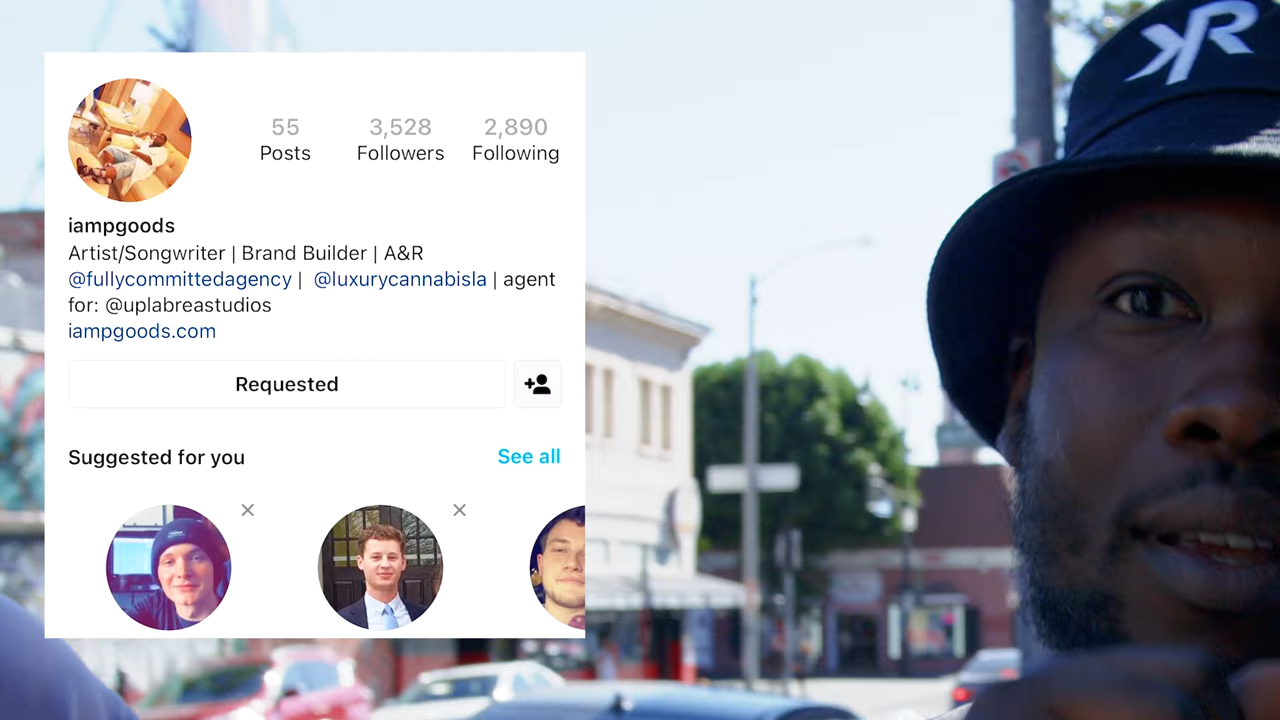 55
3,528
2,890
Posts
Followers
Following
iampgoods
Artist/Songwriter | Brand Builder | A&R
@fullycommittedagency | @luxurycannabisla | agent
for: @uplabreastudios
iampgoods.com
Requested
Suggested for you
See all
KR